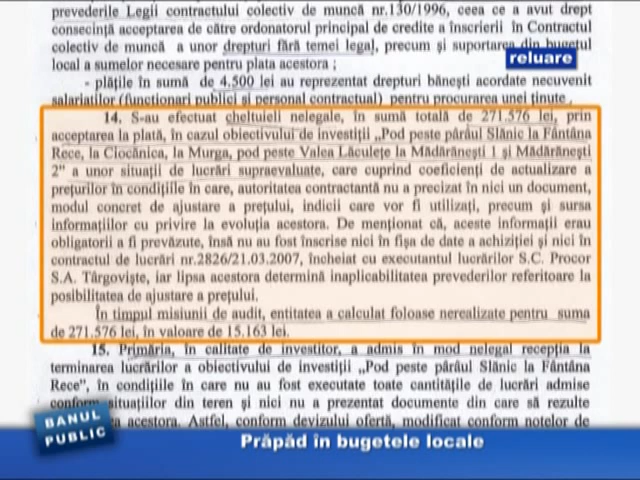 prevederile Legii contractului colectiv de muncă nr.130/1996, ceea ce a avut drept
consecință acceptarea de către ordonatorul principal de credite a înscrierii în Contractul
colectiv de muncă a unor drepturi fără temei legal, precum și suportarea din bugetul
local a sumelor necesare pentru plata acestora ;
reluare
- plățile în sumă de 4.500 lei au reprezentat drepturi bănești acordate necuvenit
salariaților (funcționari publici și personal contractual) pentru procurarea unei ținute
14. S-au efectuat cheltuieli nelegale, în sumă totală de 271.576 lei, prin
acceptarea la plată, în cazul obiectivului de investiții „Pod peste pârâul Slănic la Fântâna
Rece, la Ciocănica, la Murga, pod peste Valea Lăculețe la Mădărănești 1 și Mădărănești
2" a unor situații de lucrări supraevaluate, care cuprind coeficienți de actualizare a
prețurilor în condițiile în care, autoritatea contractantă nu a precizat în nici un document,
modul concret de ajustare a prețului, indicii care vor fi utilizați, precum și sursa
informațiilor cu privire la evoluția acestora. De menționat că, aceste informații erau
obligatorii a fi prevăzute, însă nu au fost înscrise nici în fișa de date a achiziției și nici în
contractul de lucrări nr.2826/21.03.2007, încheiat cu executantul lucrărilor S.C. Procor
S.A. Târgoviște, iar lipsa acestora determină inaplicabilitatea prevederilor referitoare la
posibilitatea de ajustare a prețului.
În timpul misiunii de audit, entitatea a calculat foloase nerealizate pentru suma
de 271.576 lei, în valoare de 15.163 lei.
15. Primăria, în calitate de investitor, a admis în mod nelegal recepția la
terminarea lucrărilor a obiectivului de investiții „Pod peste pârâul Slănic la Fântâna
Rece", în condițiile în care nu au fost executate toate cantitățile de lucrări admise
conform situațiilor din teren și nici nu a prezentat documente din care să rezulte
acestora. Astfel, conform devizului ofertă, modificat conform notelor de
BANUL
PUBLIC
Prăpăd în bugetele locale